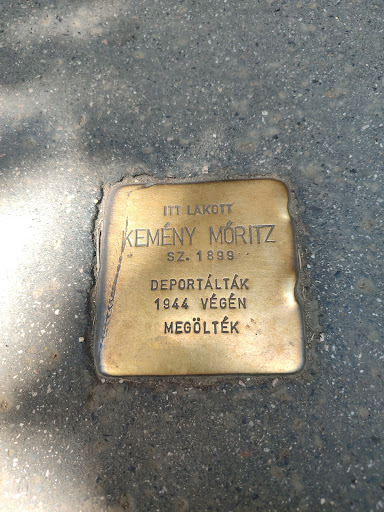 ITT LAKOTT
KEMÉNY MÓRITZ
SZ. 1899
DEPORTÁLTÁK
1944 VÉGÉN
MEGÖLTÉK